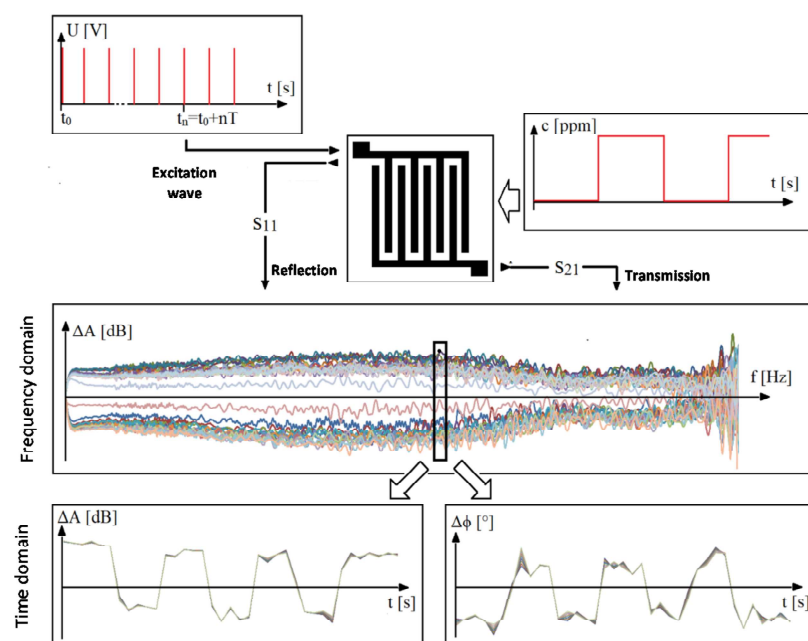 U [V]
t [s]
t₀
tₙ=t₀+nT
c [ppm]
t [s]
Excitation
wave
S₁₁
Reflection
S₂₁
Transmission
Frequency domain
ΔA [dB]
f [Hz]
Time domain
ΔA [dB]
t [s]
Δϕ [°]
t [s]